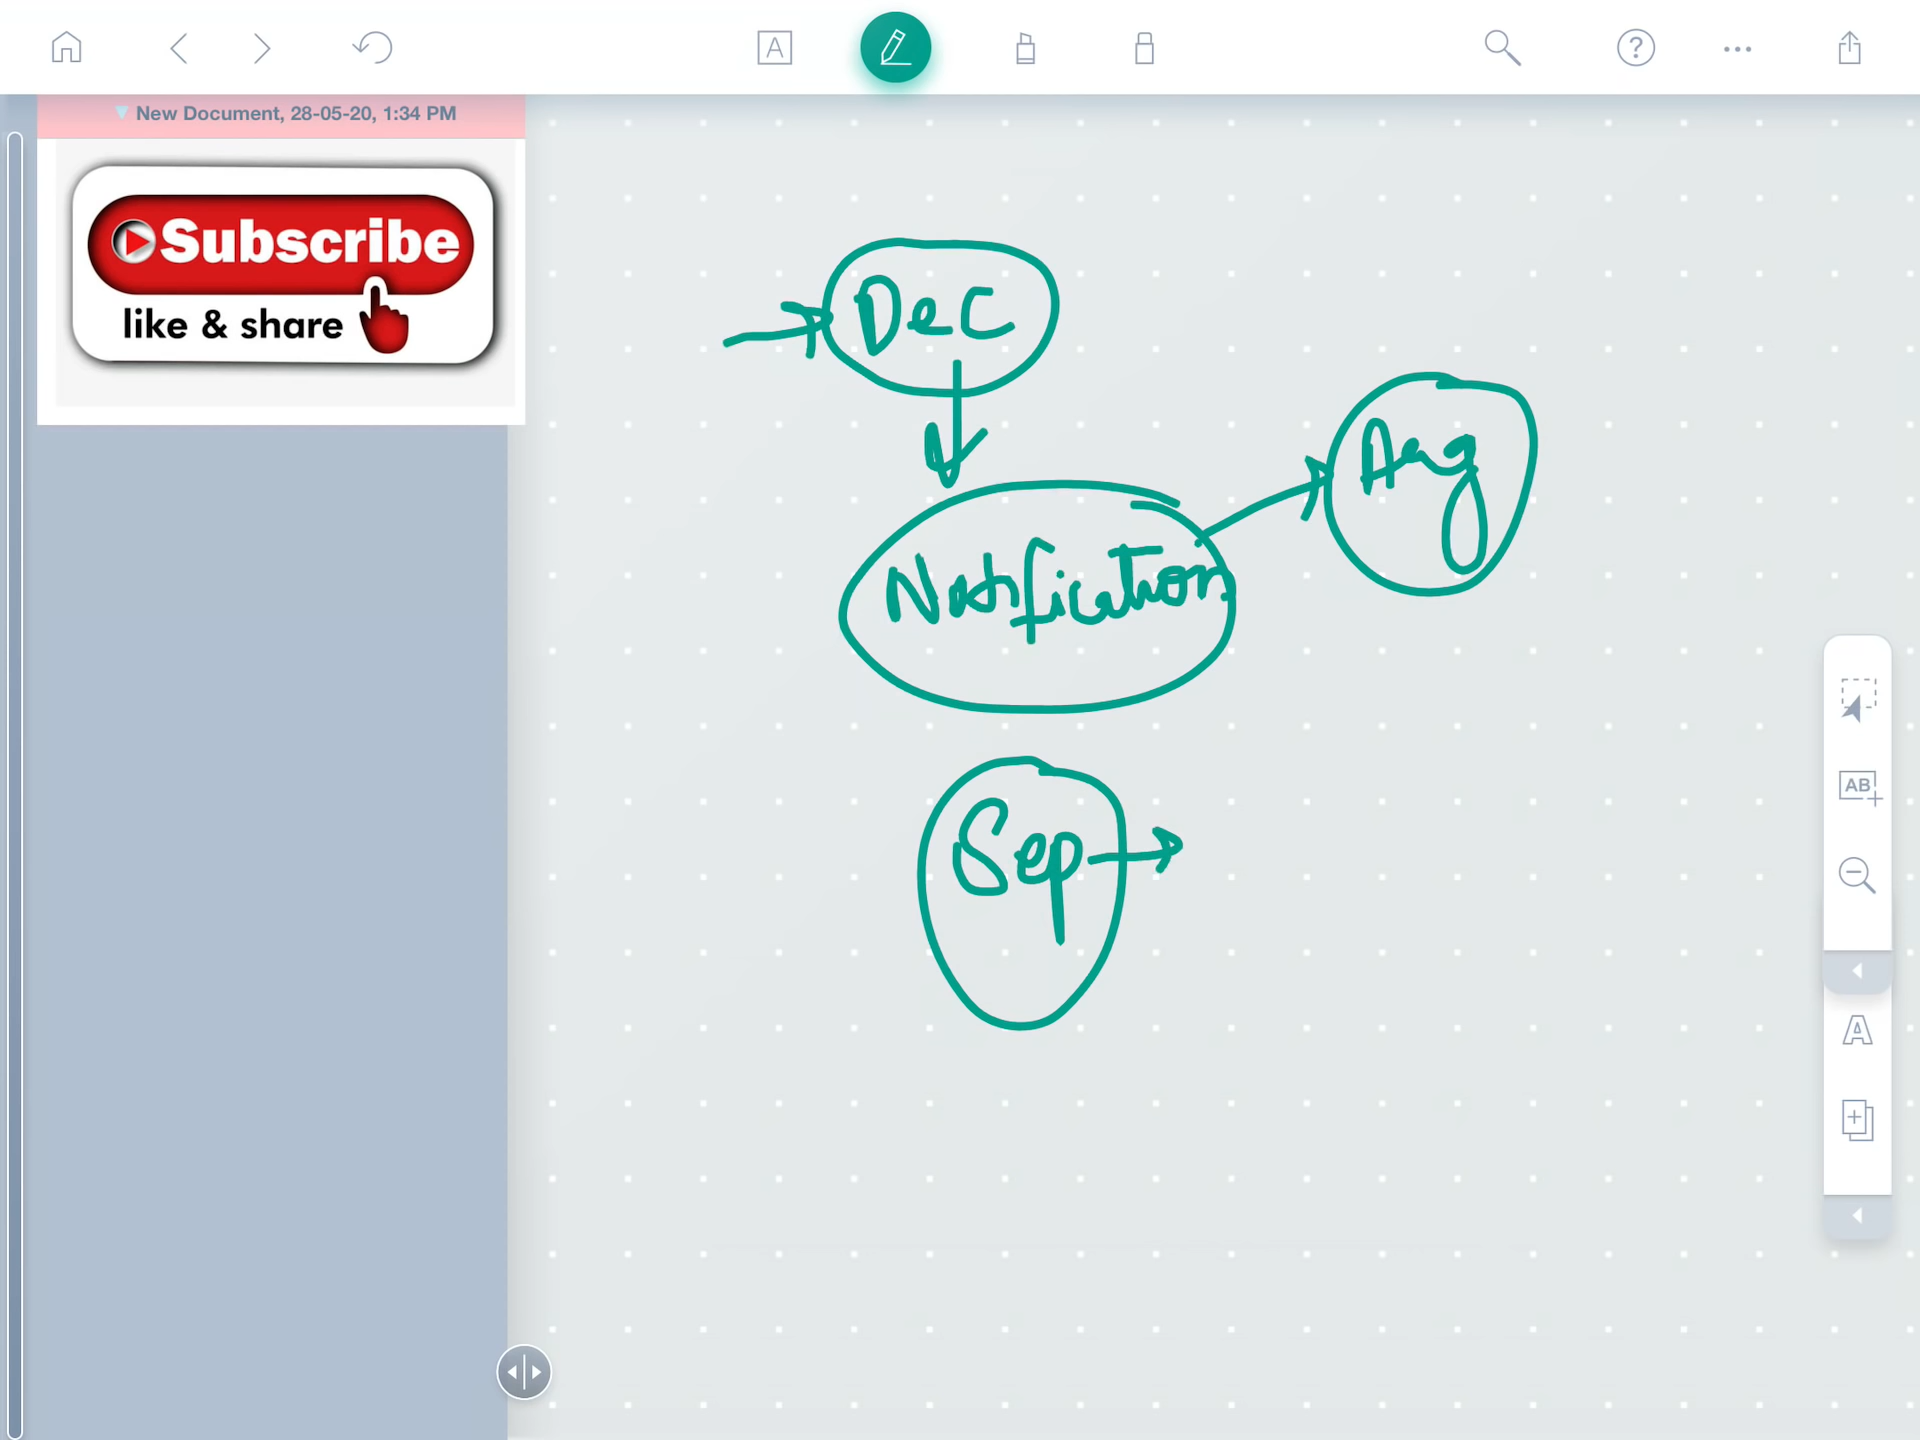 New Document, 28-05-20, 1:34 PM
Subscribe
like & share
A
Dec
Aug
Notification
Sep
AB
A